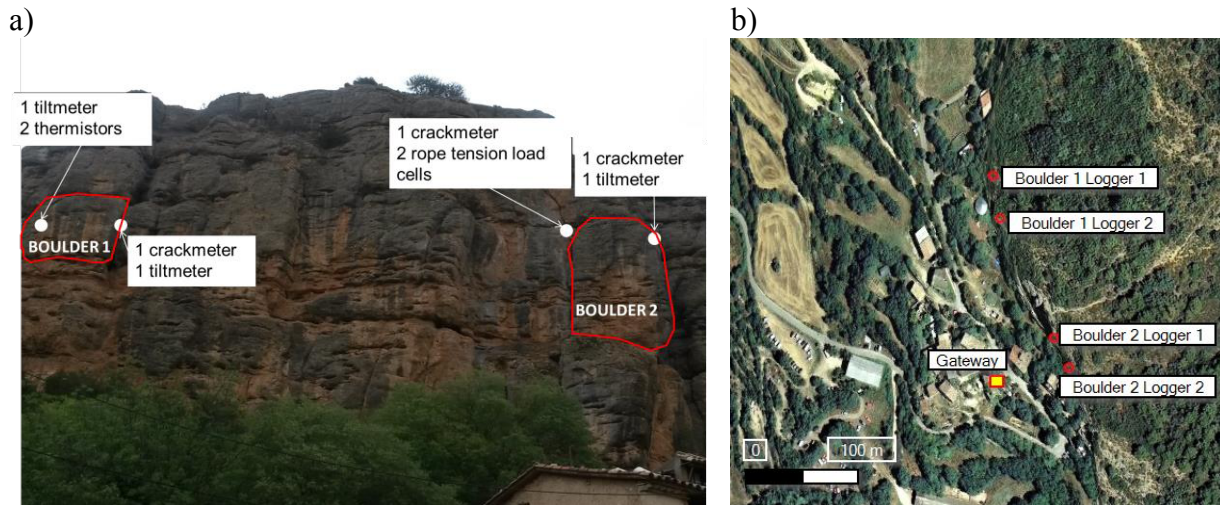 a)
1 tiltmeter
2 thermistors
BOULDER 1
1 crackmeter
1 tiltmeter
1 crackmeter
2 rope tension load
cells
1 crackmeter
1 tiltmeter
BOULDER 2
b)
Boulder 1 Logger 1
Boulder 1 Logger 2
Boulder 2 Logger 1
Gateway
Boulder 2 Logger 2
0
100 m